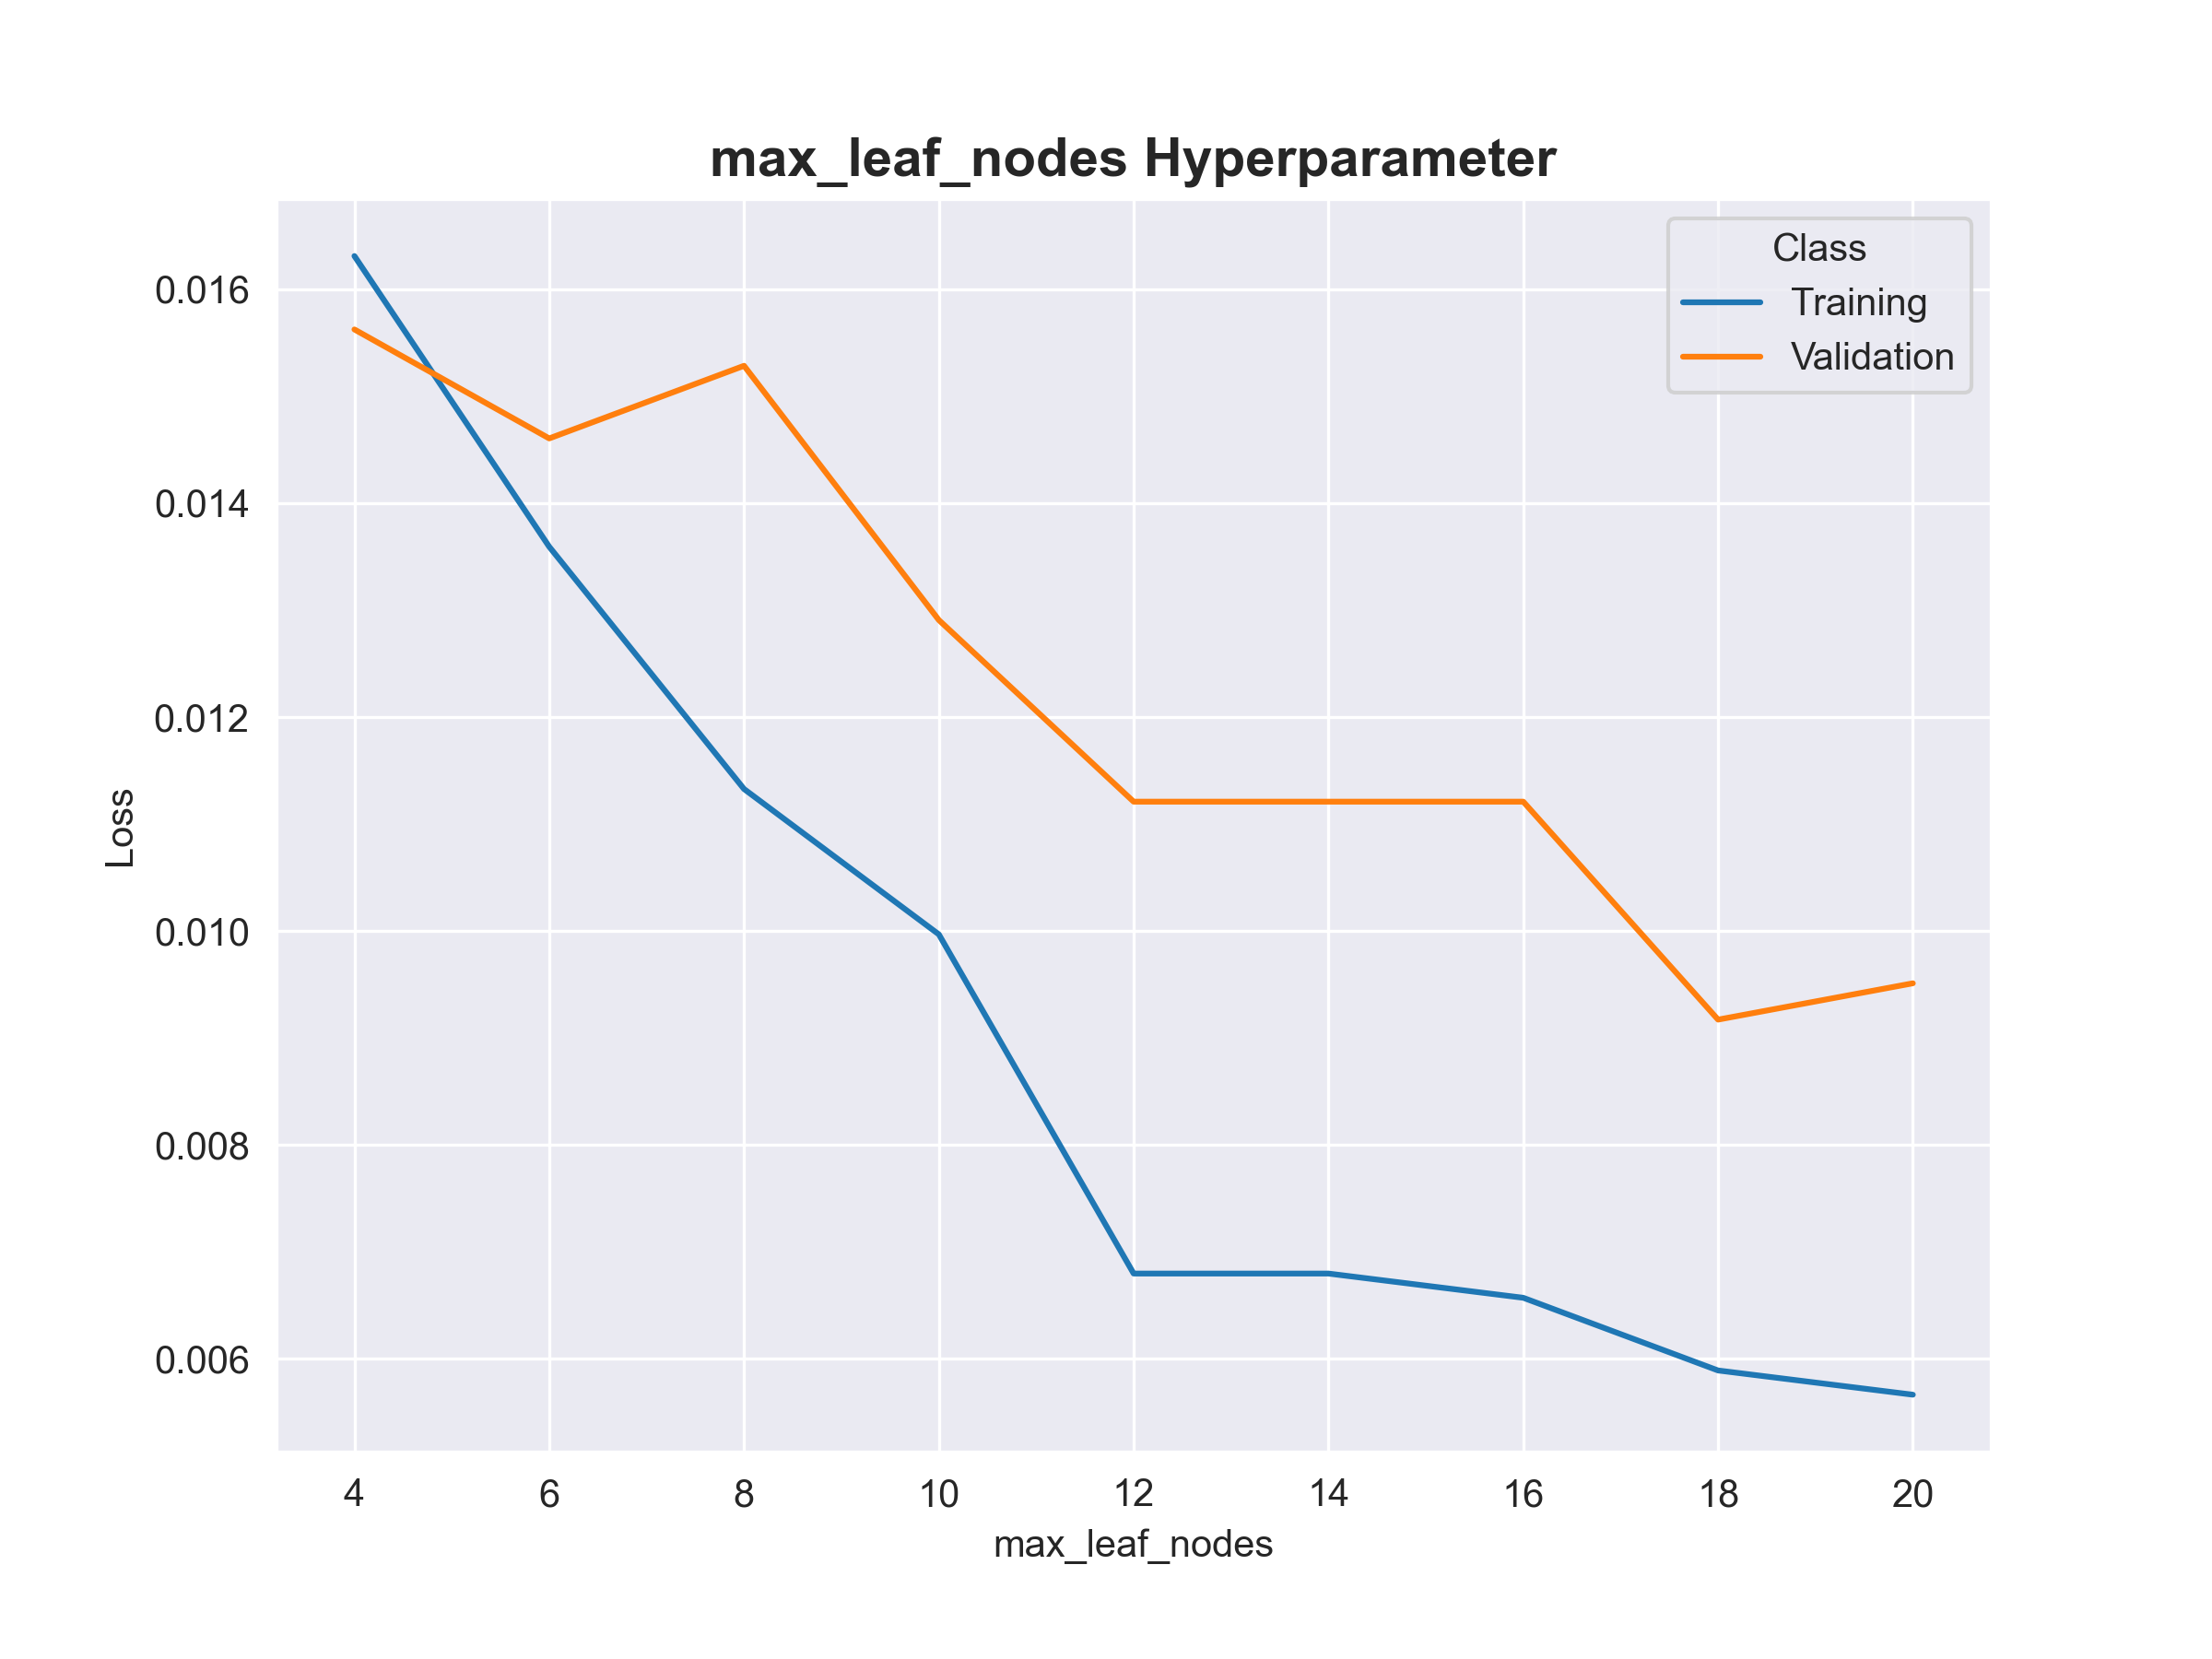 max_leaf_nodes Hyperparameter
Class
Training
Validation
0.016
0.014
0.012
0.010
0.008
0.006
Loss
4 6 8 10 12 14 16 18 20
max_leaf_nodes